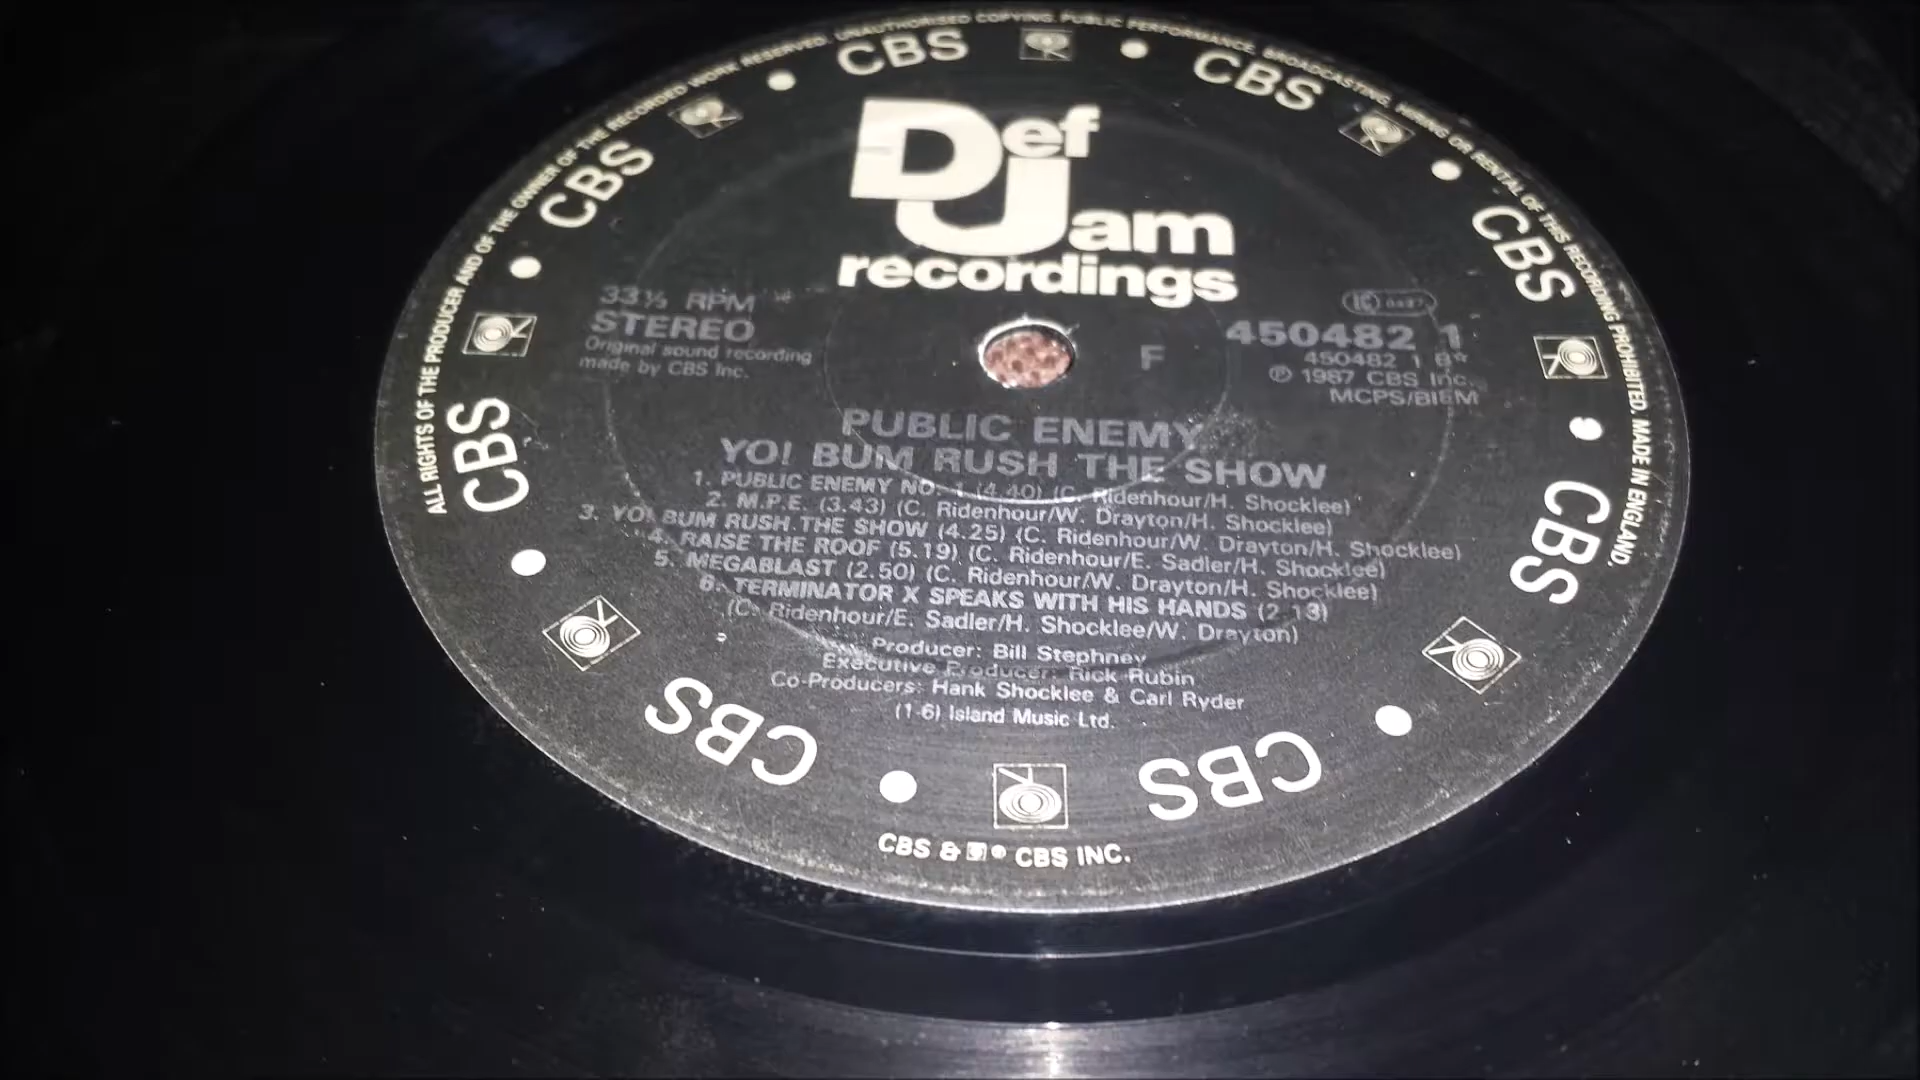 ALL RIGHTS OF THE PRODUCER AND OF THE OWNER OF THE RECORDED WORK RESERVED. UNAUTHORISED COPYING. PUBLIC PERFORMANCE. BROADCASTING. HIRING OR RENTAL OF THIS RECORDING PROHIBITED. MADE IN ENGLAND.
CBS CBS CBS CBS CBS CBS CBS CBS
Def
Jam
recordings
33⅓ RPM
STEREO
Original sound recording
made by CBS Inc.
F
450482 1
450482 1 B☆
℗ 1987 CBS Inc.
MCPS/BIEM
PUBLIC ENEMY
YO! BUM RUSH THE SHOW
1. PUBLIC ENEMY NO. 1 (4.40) (C. Ridenhour/H. Shocklee)
2. M.P.E. (3.43) (C. Ridenhour/W. Drayton/H. Shocklee)
3. YO! BUM RUSH THE SHOW (4.25) (C. Ridenhour/W. Drayton/H. Shocklee)
4. RAISE THE ROOF (5.19) (C. Ridenhour/E. Sadler/H. Shocklee)
5. MEGABLAST (2.50) (C. Ridenhour/W. Drayton/H. Shocklee)
6. TERMINATOR X SPEAKS WITH HIS HANDS (2.13)
(C. Ridenhour/E. Sadler/H. Shocklee/W. Drayton)
Producer: Bill Stephney
Executive Producer: Rick Rubin
Co-Producers: Hank Shocklee & Carl Ryder
(1-6) Island Music Ltd.
CBS & ® CBS INC.